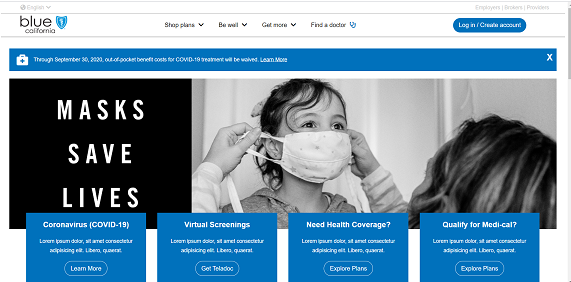 English
Employers | Brokers | Providers
blue
california
Shop plans
Be well
Get more
Find a doctor
Log in / Create account
Through September 30, 2020, out-of-pocket benefit costs for COVID-19 treatment will be waived. Learn More
X
MASKS
SAVE
LIVES
Coronavirus (COVID-19)
Lorem ipsum dolor, sit amet consectetur
adipisicing elit. Libero, quaerat.
Learn More
Virtual Screenings
Lorem ipsum dolor, sit amet consectetur
adipisicing elit. Libero, quaerat.
Get Teladoc
Need Health Coverage?
Lorem ipsum dolor, sit amet consectetur
adipisicing elit. Libero, quaerat.
Explore Plans
Qualify for Medi-cal?
Lorem ipsum dolor, sit amet consectetur
adipisicing elit. Libero, quaerat.
Explore Plans